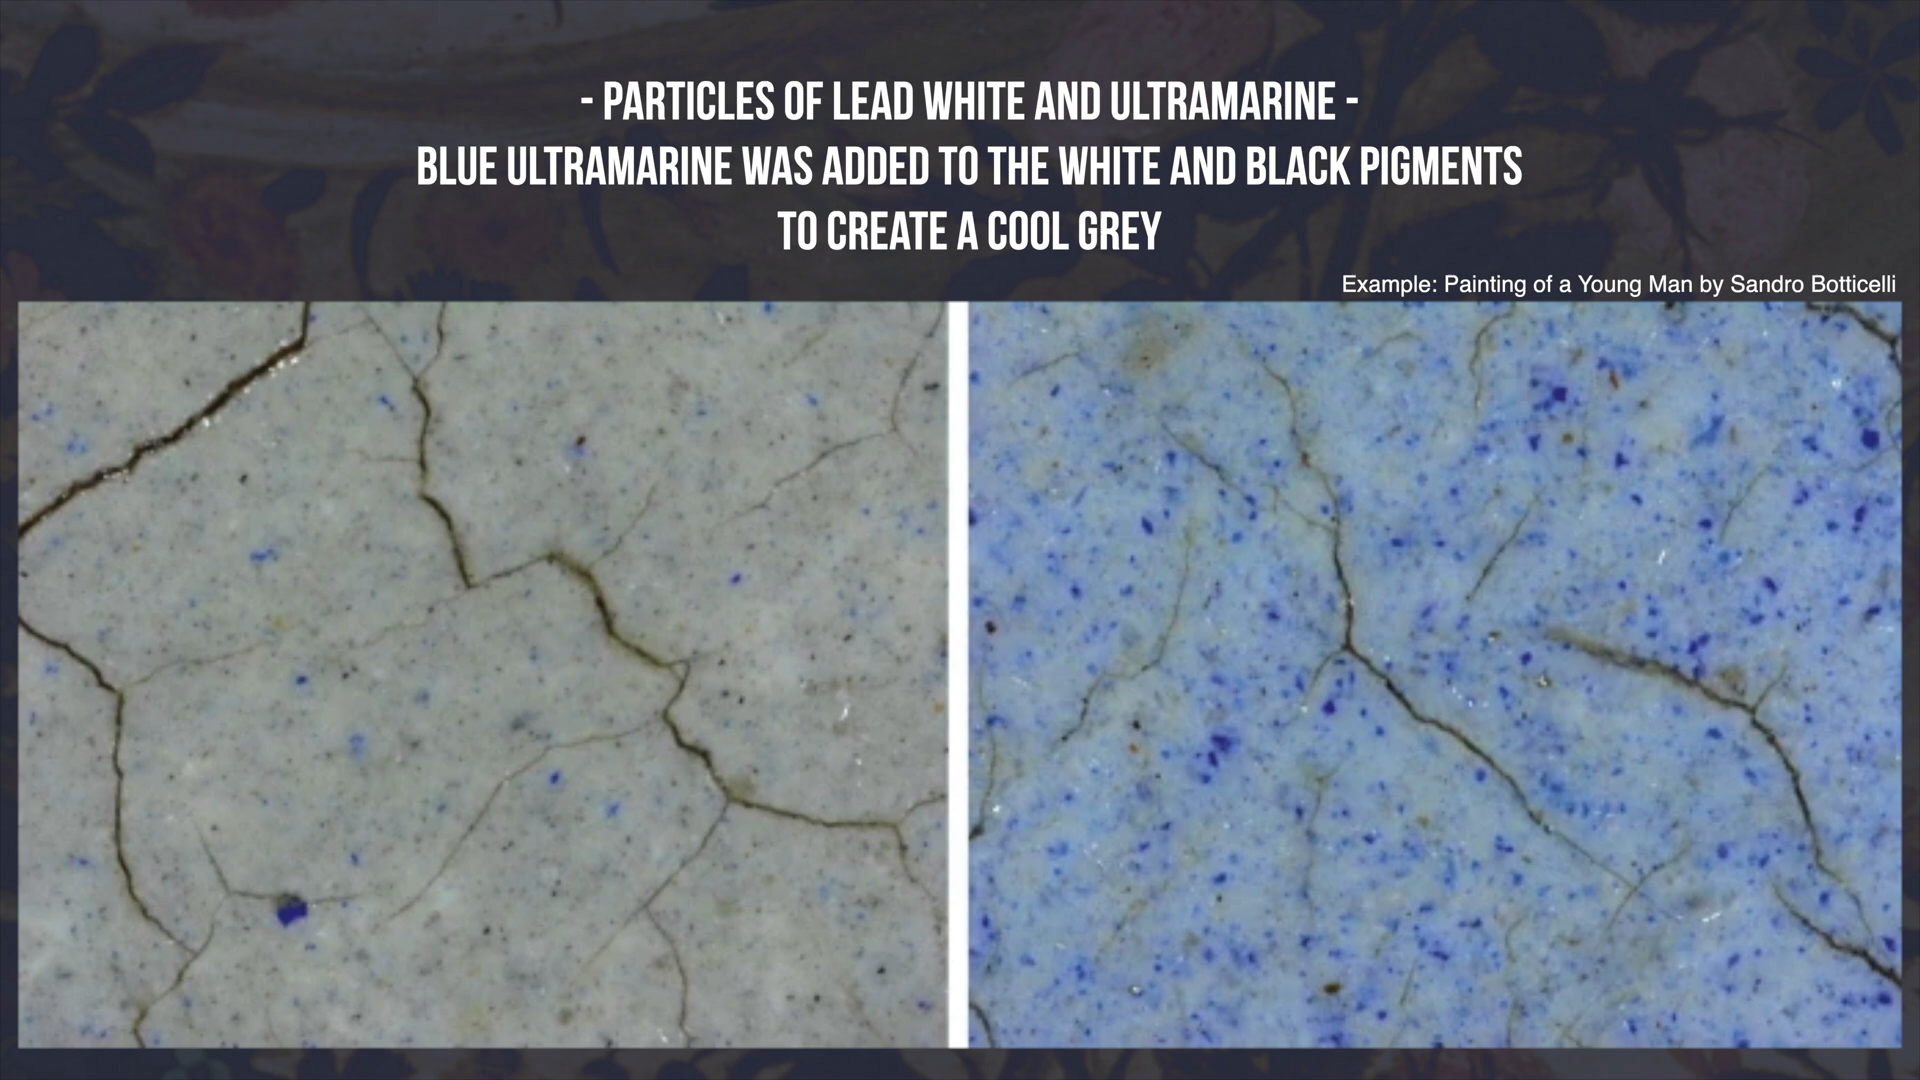 - PARTICLES OF LEAD WHITE AND ULTRAMARINE -
BLUE ULTRAMARINE WAS ADDED TO THE WHITE AND BLACK PIGMENTS
TO CREATE A COOL GREY
Example: Painting of a Young Man by Sandro Botticelli